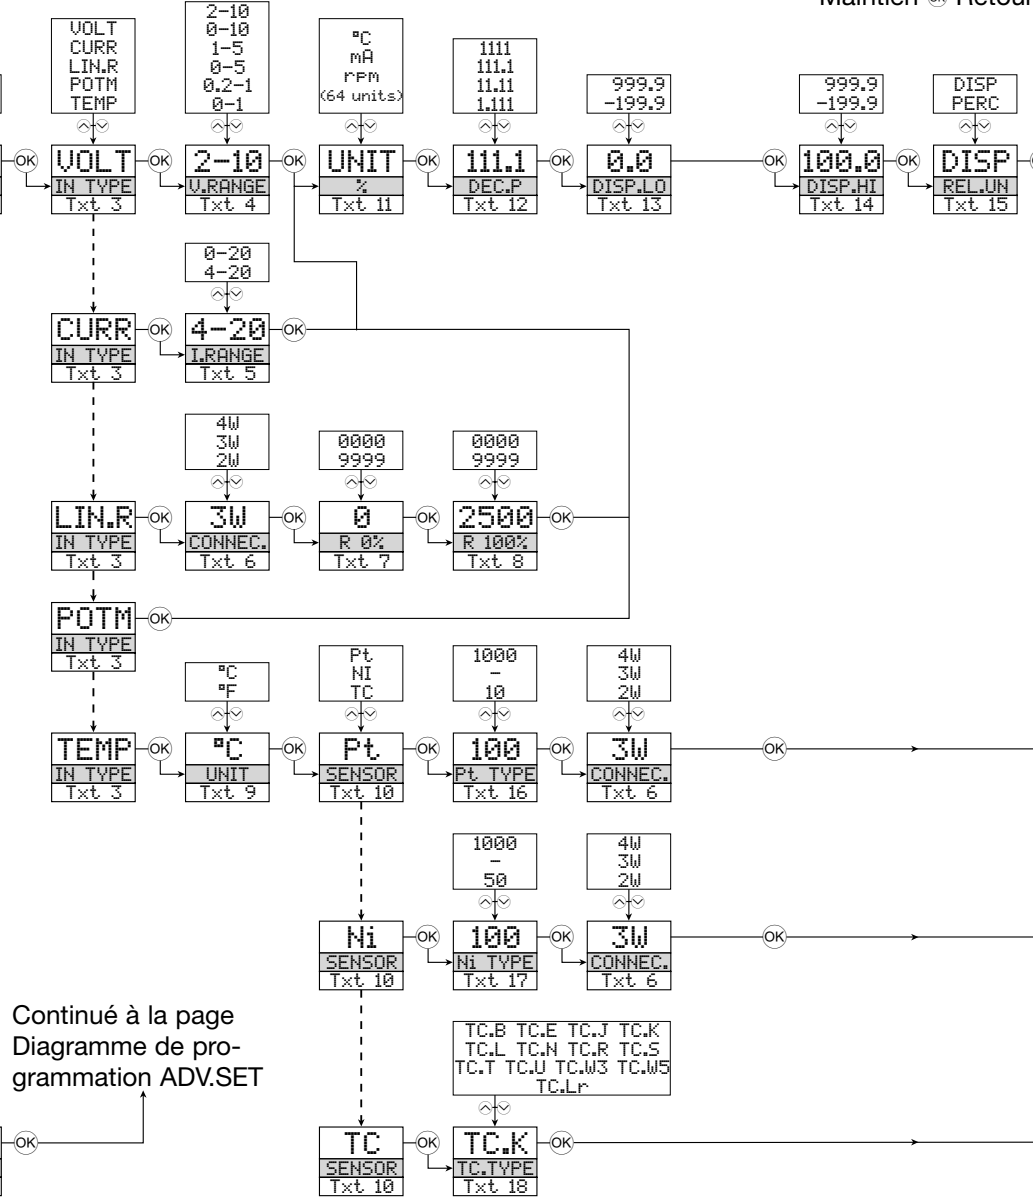 Maintien OK Retour
2-10
0-10
1-5
0-5
0.2-1
0-1
VOLT
CURR
LIN.R
POTM
TEMP
°C
mA
rpm
(64 units)
1111
111.1
11.11
1.111
999.9
-199.9
999.9
-199.9
DISP
PERC
OK VOLT OK 2-10 OK UNIT OK 111.1 OK 0.0 OK 100.0 OK DISP
IN TYPE V.RANGE % DEC.P DISP.LO DISP.HI REL.UN
Txt 3 Txt 4 Txt 11 Txt 12 Txt 13 Txt 14 Txt 15
0-20
4-20
CURR OK 4-20 OK
IN TYPE I.RANGE
Txt 3 Txt 5
4W
3W
2W
0000
9999
0000
9999
LIN.R OK 3W OK 0 OK 2500 OK
IN TYPE CONNEC. R 0% R 100%
Txt 3 Txt 6 Txt 7 Txt 8
POTM OK
IN TYPE
Txt 3
°C
°F
Pt
NI
TC
1000
-
10
4W
3W
2W
TEMP OK °C OK Pt OK 100 OK 3W OK
IN TYPE UNIT SENSOR Pt TYPE CONNEC.
Txt 3 Txt 9 Txt 10 Txt 16 Txt 6
1000
-
50
4W
3W
2W
Ni OK 100 OK 3W OK
SENSOR Ni TYPE CONNEC.
Txt 10 Txt 17 Txt 6
Continué à la page
Diagramme de pro-
grammation ADV.SET
TC.B TC.E TC.J TC.K
TC.L TC.N TC.R TC.S
TC.T TC.U TC.W3 TC.W5
TC.Lr
OK
TC OK TC.K OK
SENSOR TC.TYPE
Txt 10 Txt 18